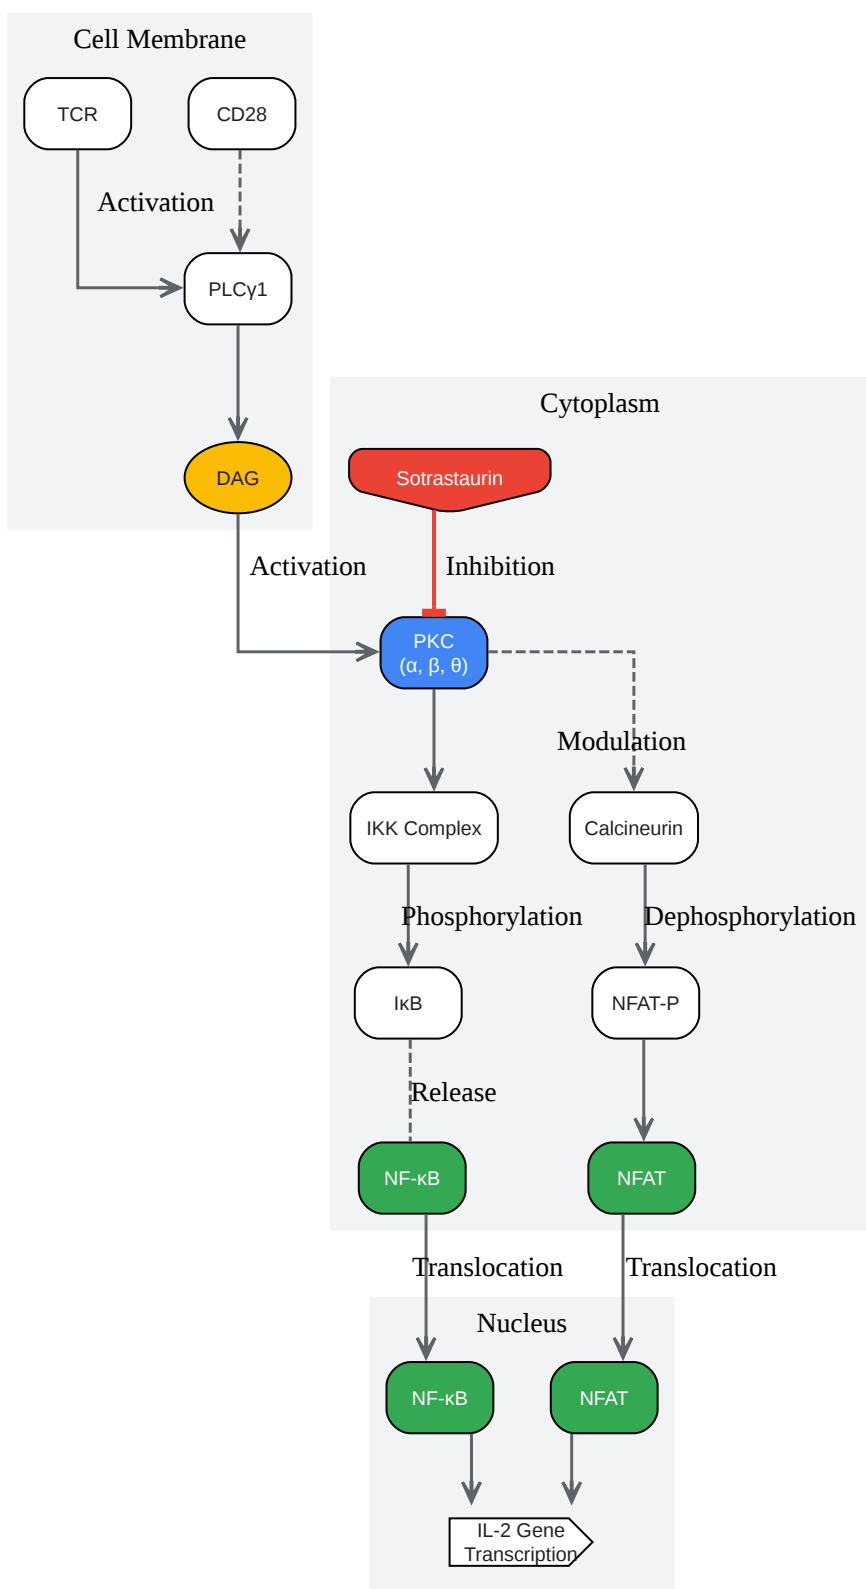 Cell Membrane
TCR
CD28
Activation
PLCγ1
Cytoplasm
DAG
Sotrastaurin
Activation
Inhibition
PKC
(α, β, θ)
Modulation
IKK Complex
Calcineurin
Phosphorylation
Dephosphorylation
IκB
NFAT-P
Release
NF-κB
NFAT
Translocation
Translocation
Nucleus
NF-κB
NFAT
IL-2 Gene
Transcription